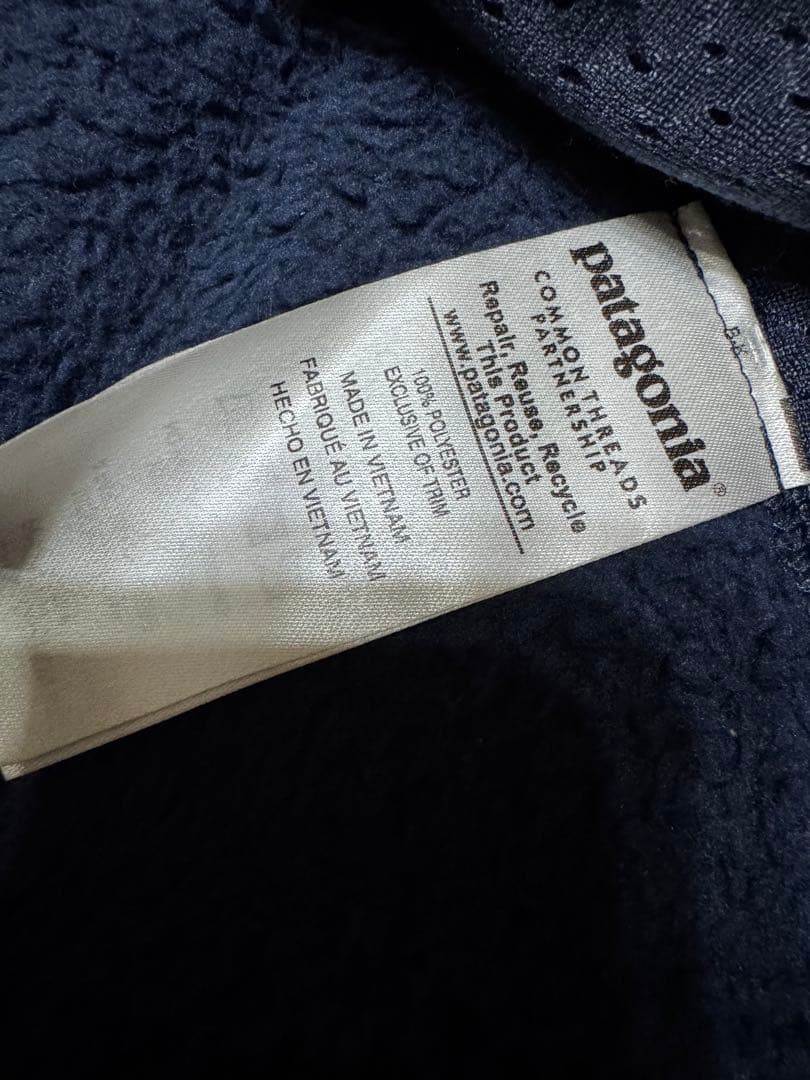 patagonia®
COMMON THREADS
PARTNERSHIP
Repair, Reuse, Recycle
This Product
www.patagonia.com
100% POLYESTER
EXCLUSIVE OF TRIM
MADE IN VIETNAM
FABRIQUÉ AU VIETNAM
HECHO EN VIETNAM